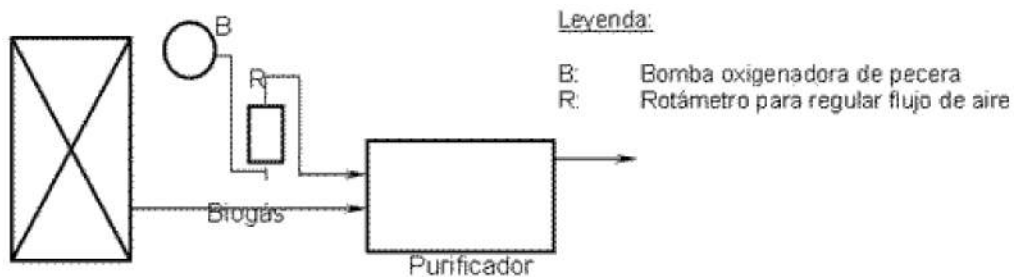 B
Leyenda:
R
B: Bomba oxigenadora de pecera
R: Rotámetro para regular flujo de aire
Biogás
Purificador